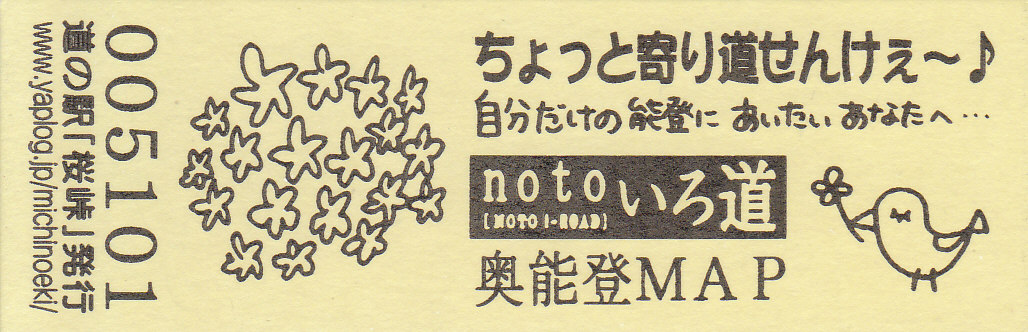 ちょっと寄り道せんけぇ〜♪
自分だけの能登に あいたい あなたへ…
notoいろ道
[NOTO I-ROAD]
奥能登MAP
005101
道の駅「桜峠」発行
www.yaplog.jp/michinoeki/